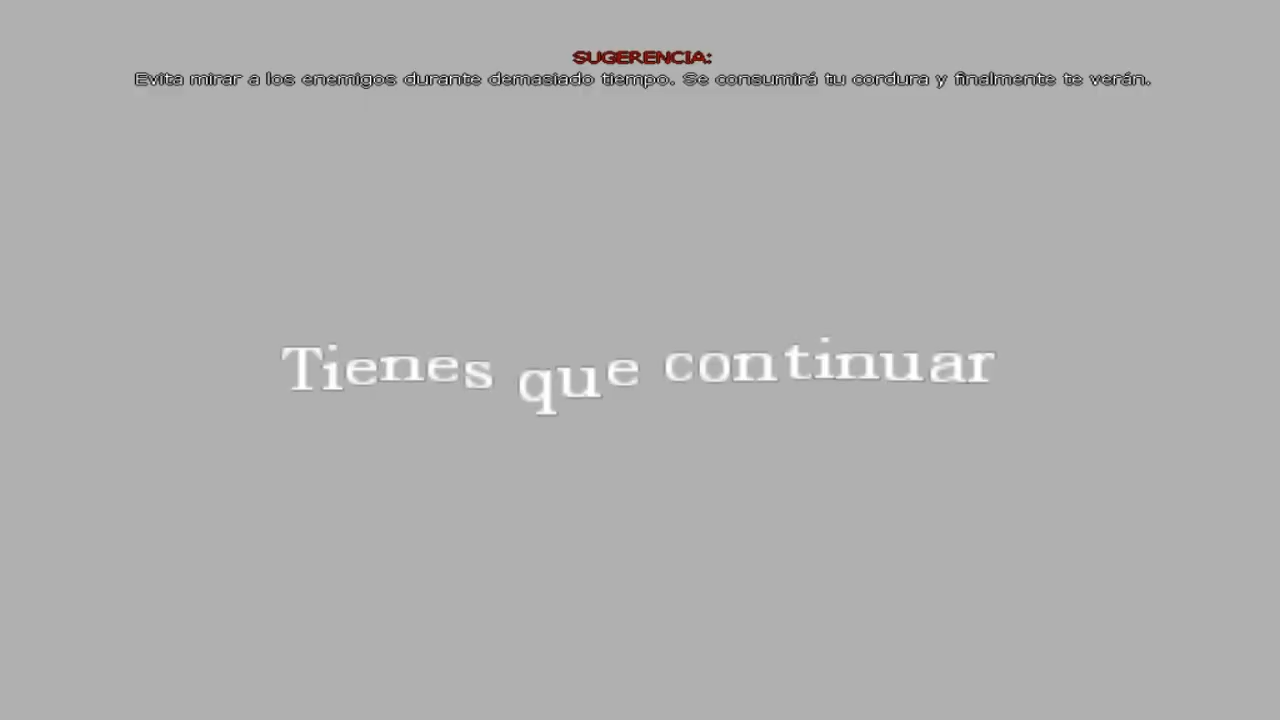 SUGERENCIA:
Evita mirar a los enemigos durante demasiado tiempo. Se consumirá tu cordura y finalmente te verán.
Tienes que continuar